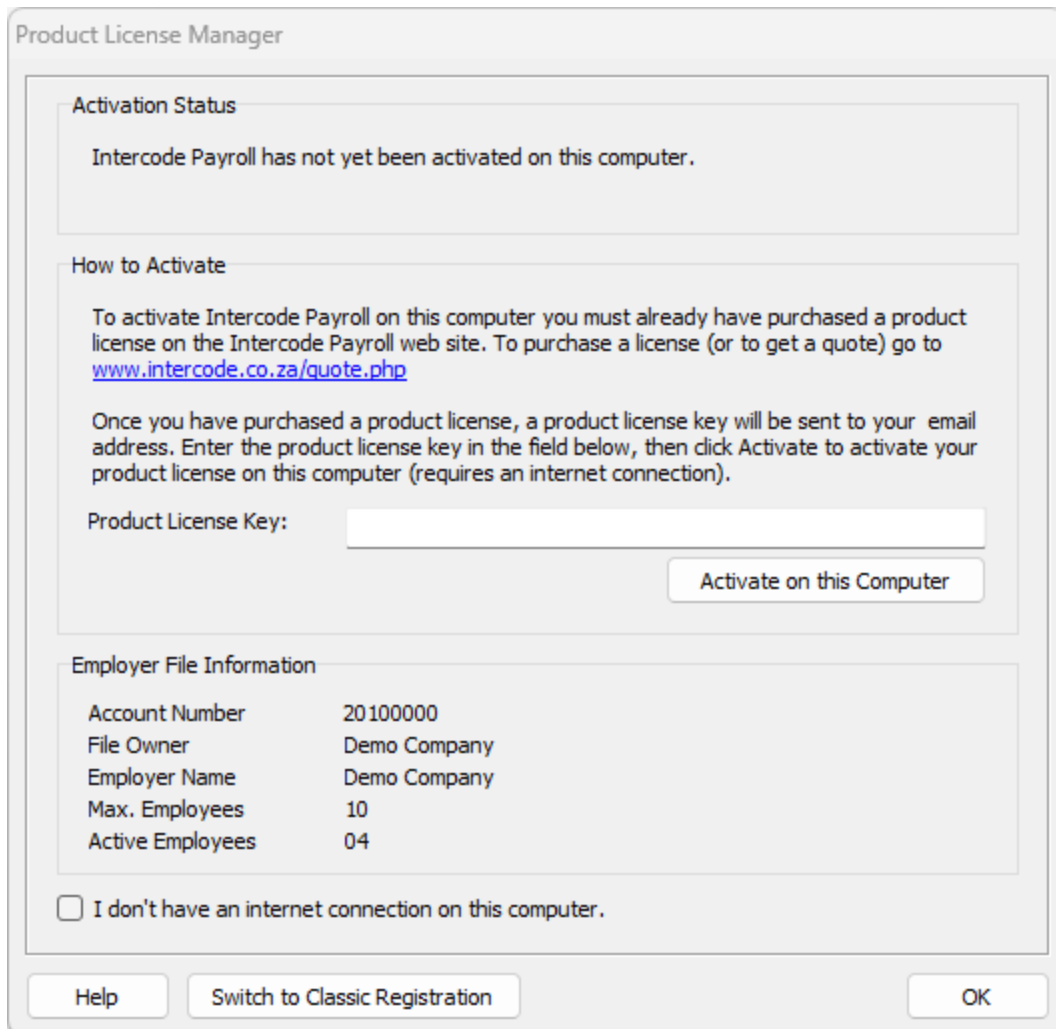 Product License Manager
Activation Status
Intercode Payroll has not yet been activated on this computer.
How to Activate
To activate Intercode Payroll on this computer you must already have purchased a product
license on the Intercode Payroll web site. To purchase a license (or to get a quote) go to
www.intercode.co.za/quote.php
Once you have purchased a product license, a product license key will be sent to your  email
address. Enter the product license key in the field below, then click Activate to activate your
product license on this computer (requires an internet connection).
Product License Key:
Activate on this Computer
Employer File Information
Account Number 20100000
File Owner Demo Company
Employer Name Demo Company
Max. Employees 10
Active Employees 04
I don't have an internet connection on this computer.
Help Switch to Classic Registration OK